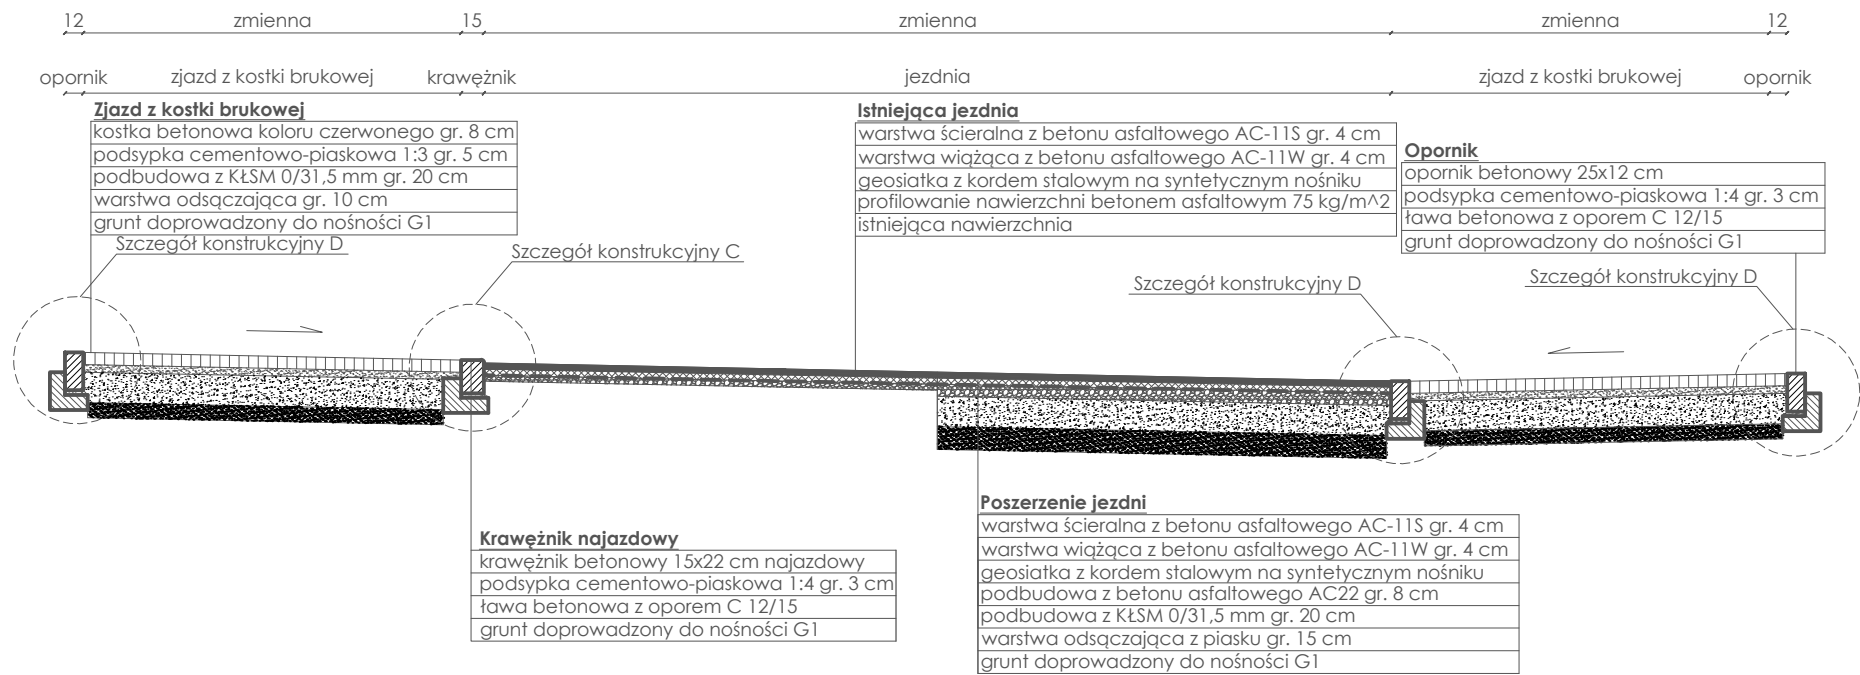 12 zmienna 15 zmienna zmienna 12
opornik zjazd z kostki brukowej krawężnik jezdnia zjazd z kostki brukowej opornik
Zjazd z kostki brukowej
kostka betonowa koloru czerwonego gr. 8 cm
podsypka cementowo-piaskowa 1:3 gr. 5 cm
podbudowa z KŁSM 0/31,5 mm gr. 20 cm
warstwa odsączająca gr. 10 cm
grunt doprowadzony do nośności G1
Istniejąca jezdnia
warstwa ścieralna z betonu asfaltowego AC-11S gr. 4 cm
warstwa wiążąca z betonu asfaltowego AC-11W gr. 4 cm
geosiatka z kordem stalowym na syntetycznym nośniku
profilowanie nawierzchni betonem asfaltowym 75 kg/m^2
istniejąca nawierzchnia
Opornik
opornik betonowy 25x12 cm
podsypka cementowo-piaskowa 1:4 gr. 3 cm
ława betonowa z oporem C 12/15
grunt doprowadzony do nośności G1
Szczegół konstrukcyjny D
Szczegół konstrukcyjny C
Szczegół konstrukcyjny D
Szczegół konstrukcyjny D
Krawężnik najazdowy
krawężnik betonowy 15x22 cm najazdowy
podsypka cementowo-piaskowa 1:4 gr. 3 cm
ława betonowa z oporem C 12/15
grunt doprowadzony do nośności G1
Poszerzenie jezdni
warstwa ścieralna z betonu asfaltowego AC-11S gr. 4 cm
warstwa wiążąca z betonu asfaltowego AC-11W gr. 4 cm
geosiatka z kordem stalowym na syntetycznym nośniku
podbudowa z betonu asfaltowego AC22 gr. 8 cm
podbudowa z KŁSM 0/31,5 mm gr. 20 cm
warstwa odsączająca z piasku gr. 15 cm
grunt doprowadzony do nośności G1